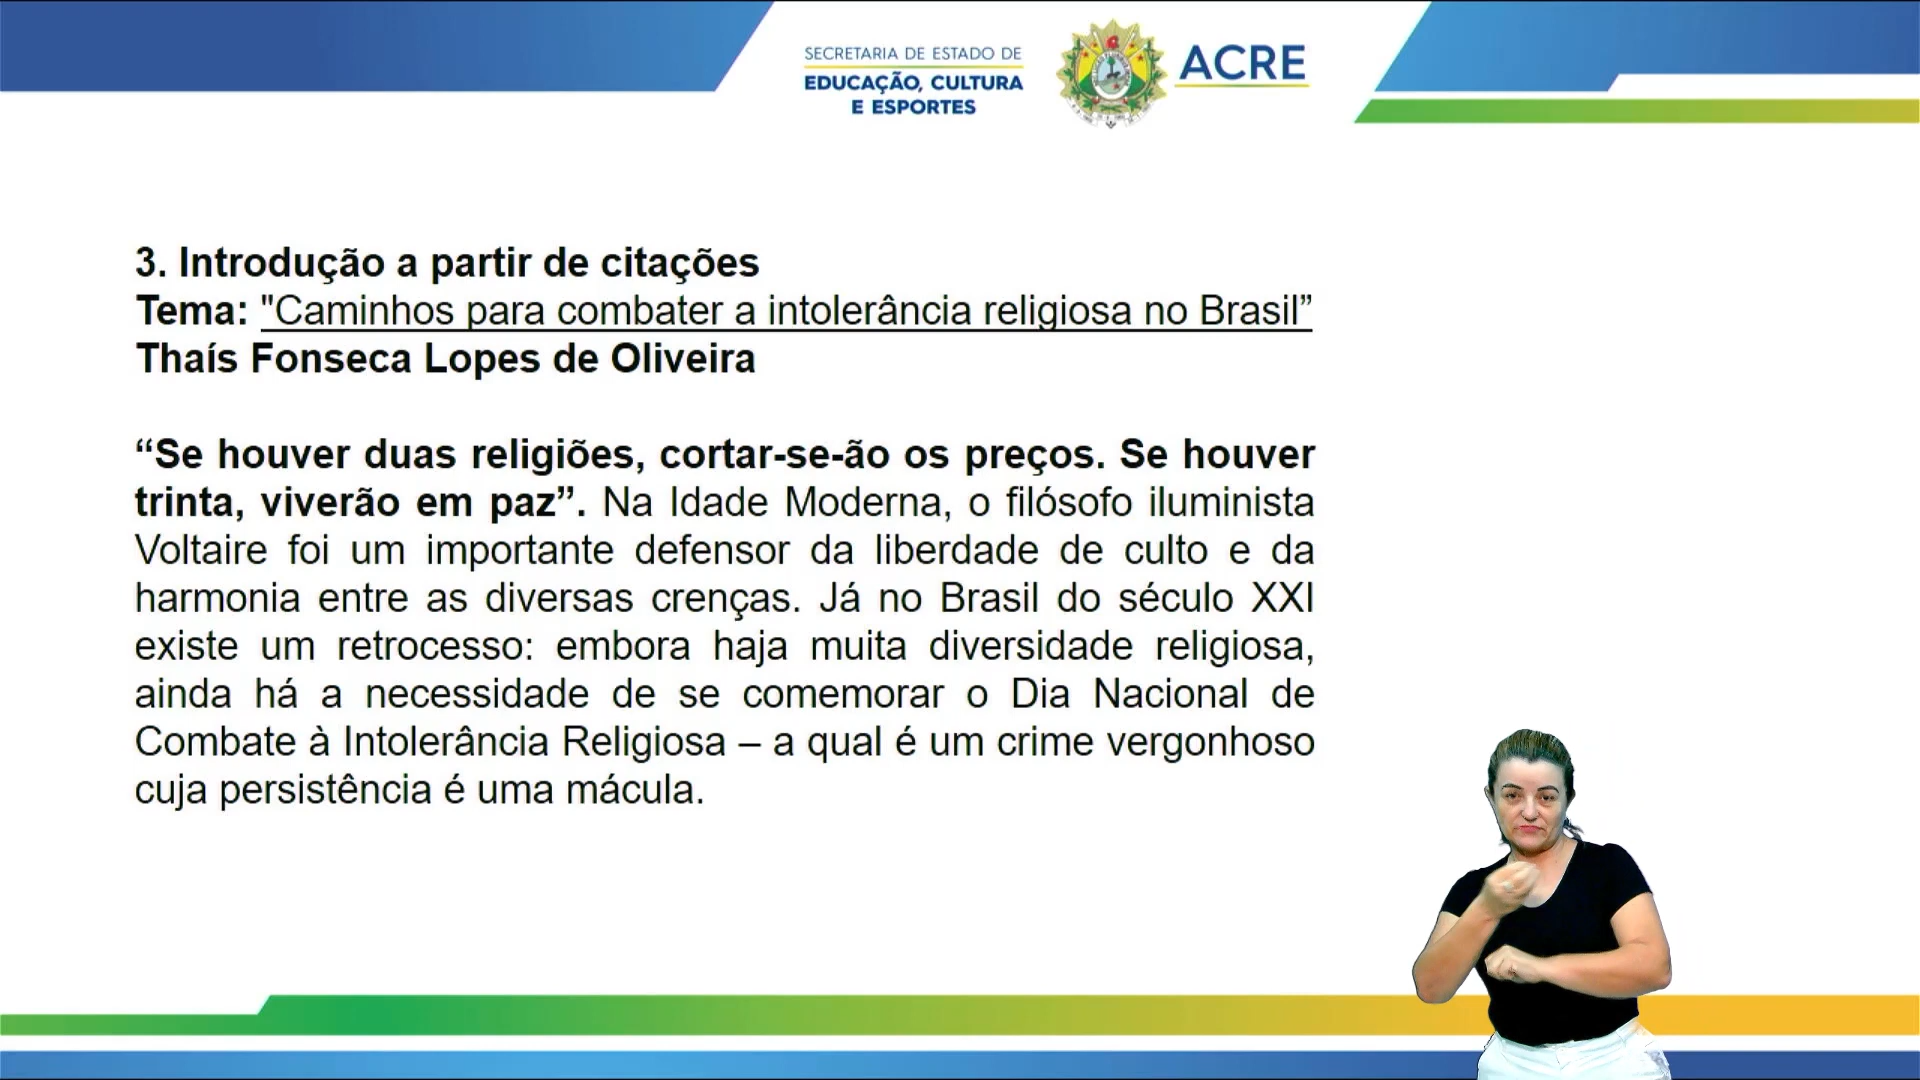 SECRETARIA DE ESTADO DE
EDUCAÇÃO, CULTURA
E ESPORTES
ACRE
3. Introdução a partir de citações
Tema: "Caminhos para combater a intolerância religiosa no Brasil”
Thaís Fonseca Lopes de Oliveira
“Se houver duas religiões, cortar-se-ão os preços. Se houver
trinta, viverão em paz”. Na Idade Moderna, o filósofo iluminista
Voltaire foi um importante defensor da liberdade de culto e da
harmonia entre as diversas crenças. Já no Brasil do século XXI
existe um retrocesso: embora haja muita diversidade religiosa,
ainda há a necessidade de se comemorar o Dia Nacional de
Combate à Intolerância Religiosa – a qual é um crime vergonhoso
cuja persistência é uma mácula.